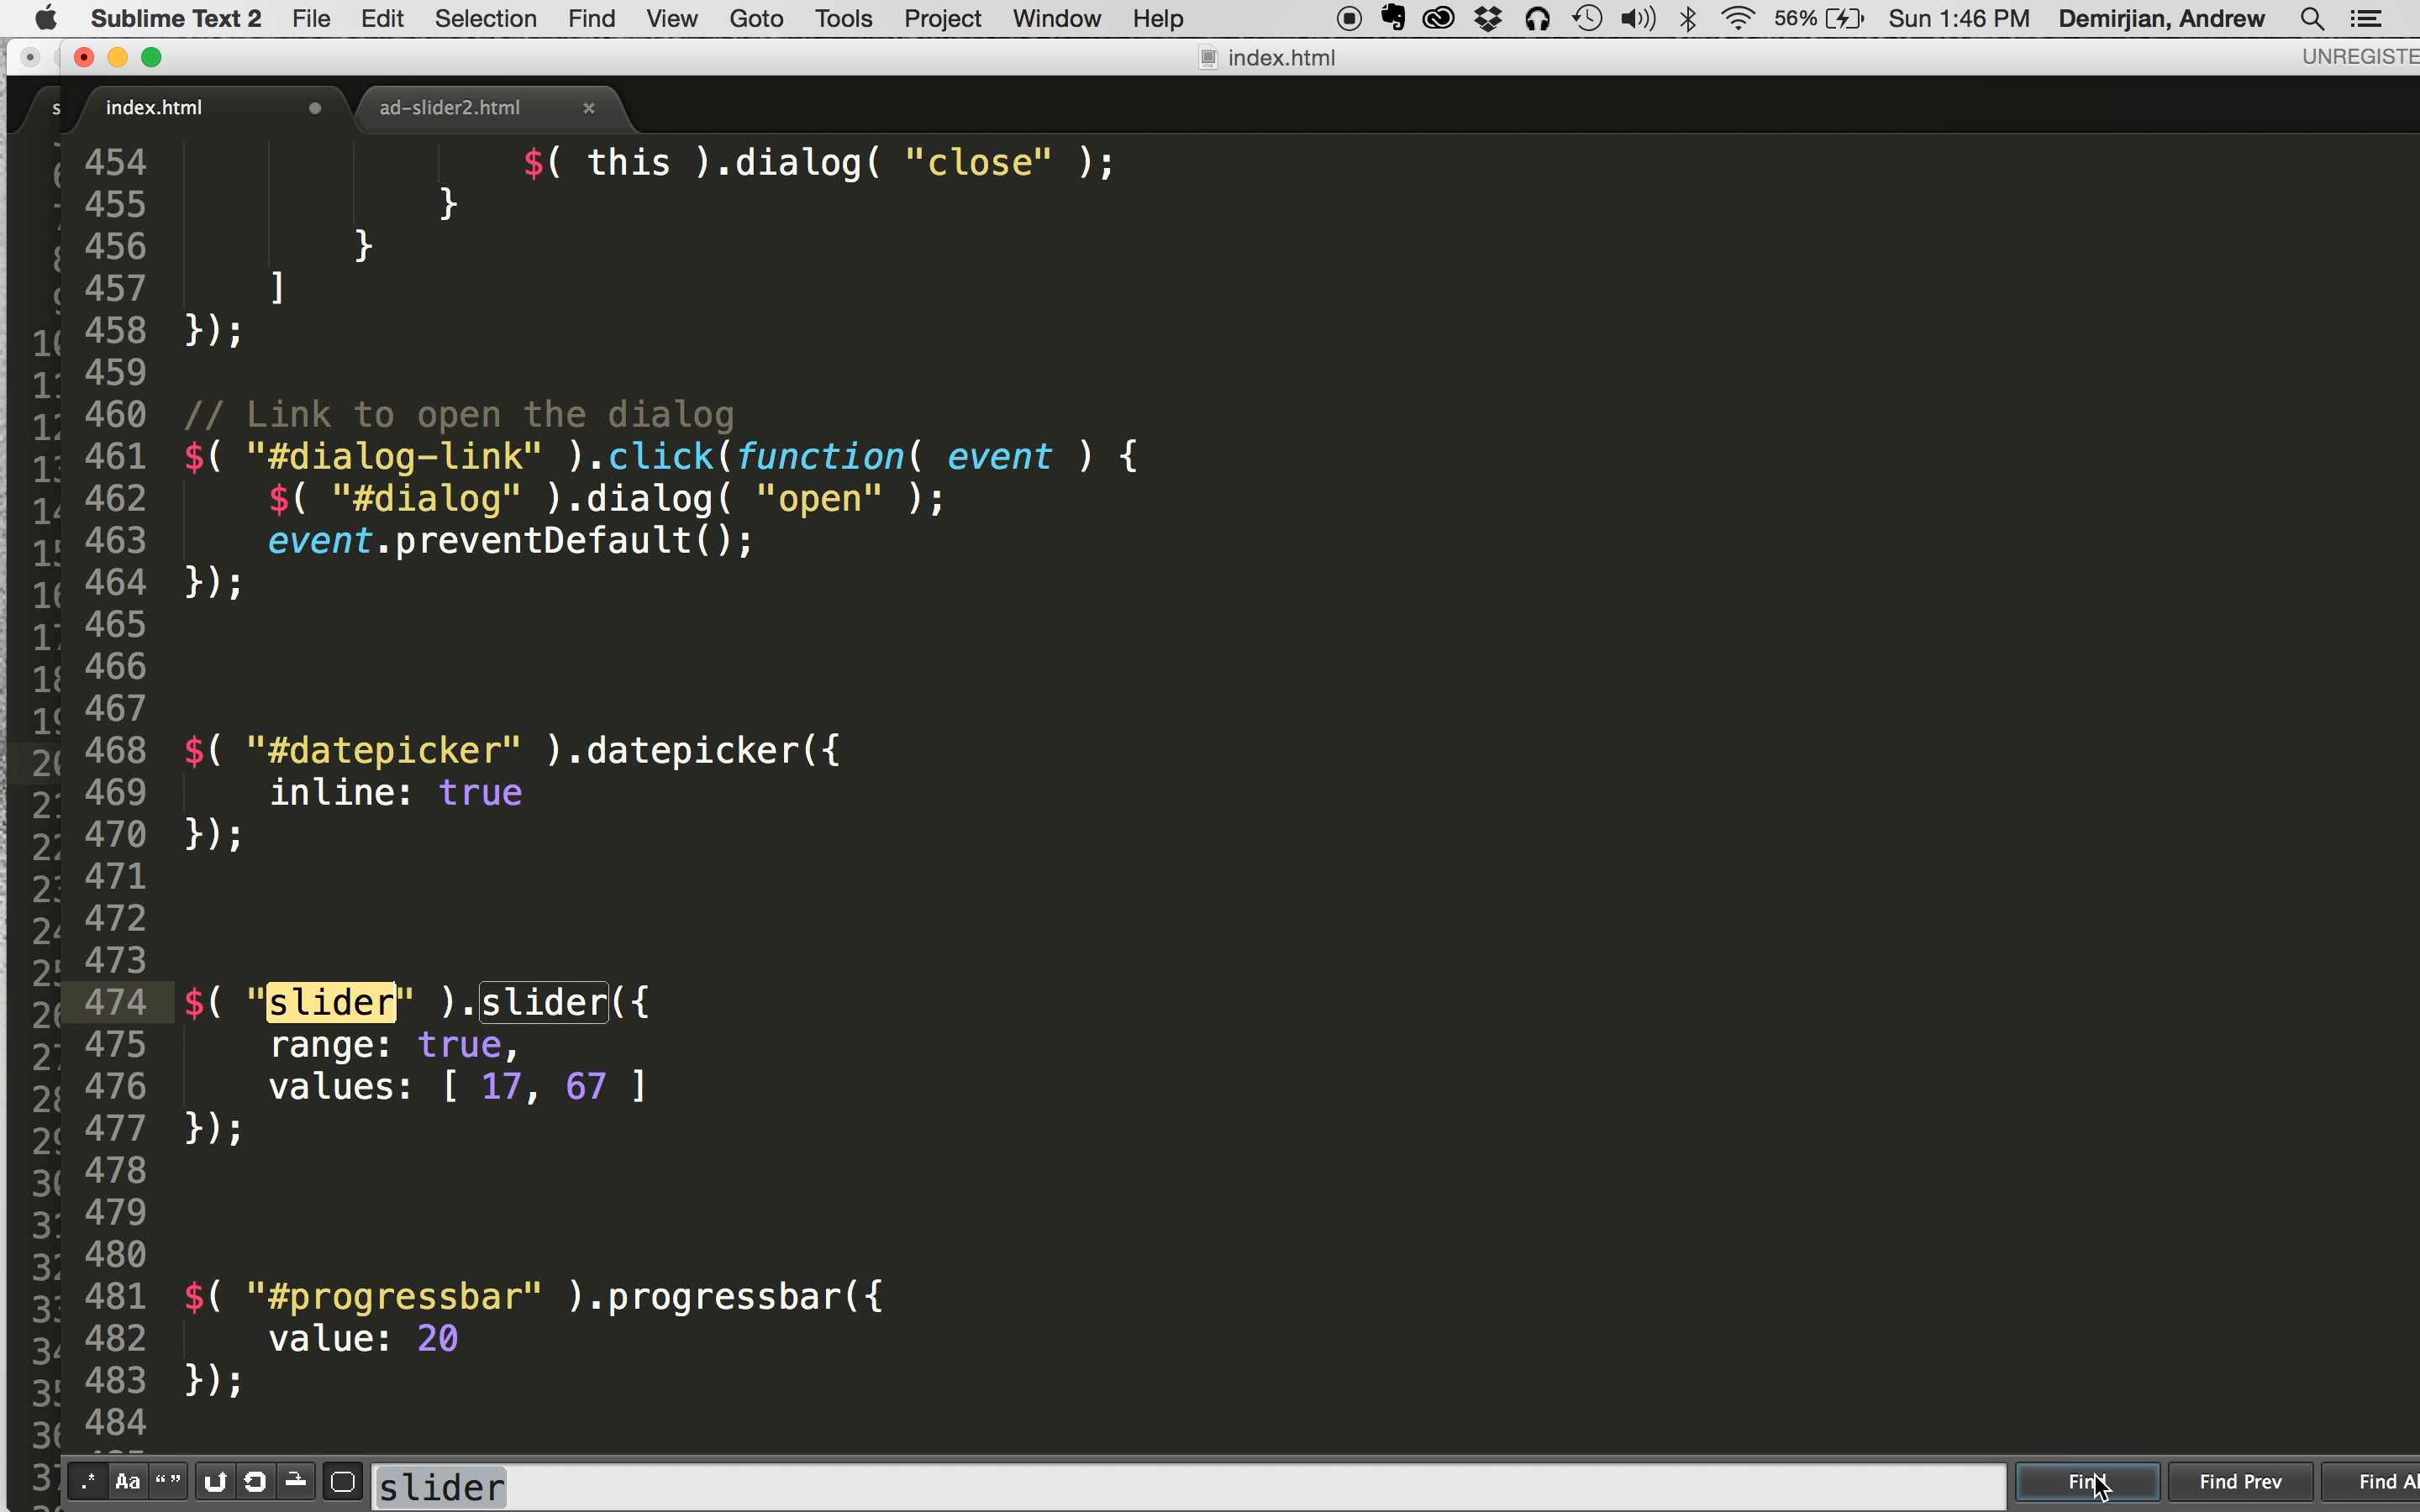 Sublime Text 2 File Edit Selection Find View Goto Tools Project Window Help 56% Sun 1:46 PM Demirjian, Andrew
index.html
index.html ad-slider2.html ×
454 $( this ).dialog( "close" );
455 }
456 }
457 ]
458 });
459
460 // Link to open the dialog
461 $( "#dialog-link" ).click(function( event ) {
462 $( "#dialog" ).dialog( "open" );
463 event.preventDefault();
464 });
465
466
467
468 $( "#datepicker" ).datepicker({
469 inline: true
470 });
471
472
473
474 $( "slider" ).slider({
475 range: true,
476 values: [ 17, 67 ]
477 });
478
479
480
481 $( "#progressbar" ).progressbar({
482 value: 20
483 });
484
.* Aa “” slider Find Find Prev